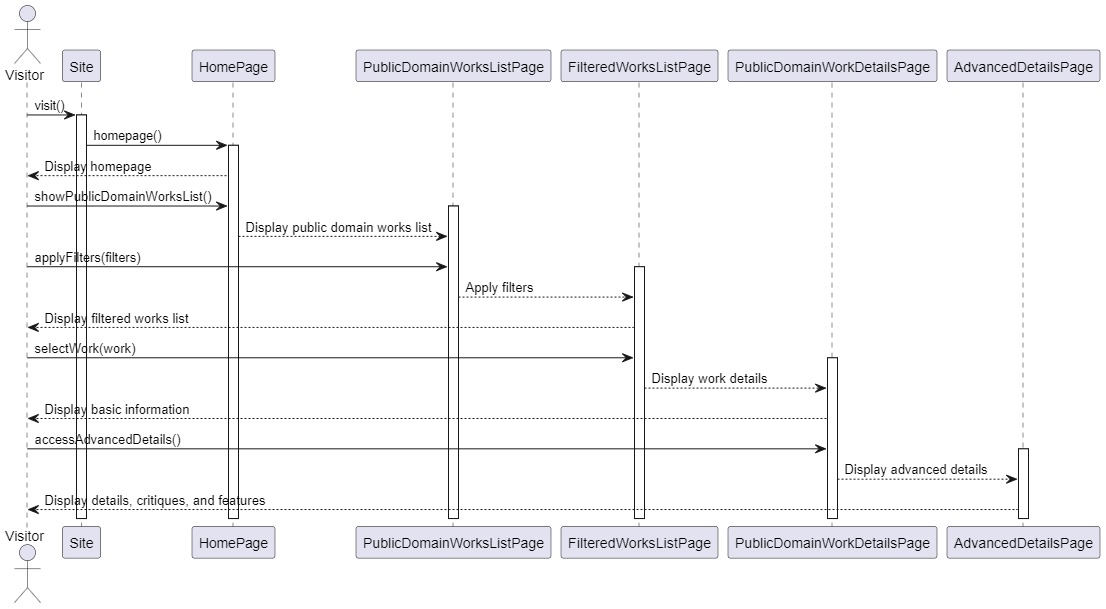 Visitor
Site
HomePage
PublicDomainWorksListPage
FilteredWorksListPage
PublicDomainWorkDetailsPage
AdvancedDetailsPage
visit()
homepage()
Display homepage
showPublicDomainWorksList()
Display public domain works list
applyFilters(filters)
Apply filters
Display filtered works list
selectWork(work)
Display work details
Display basic information
accessAdvancedDetails()
Display advanced details
Display details, critiques, and features
Visitor
Site
HomePage
PublicDomainWorksListPage
FilteredWorksListPage
PublicDomainWorkDetailsPage
AdvancedDetailsPage